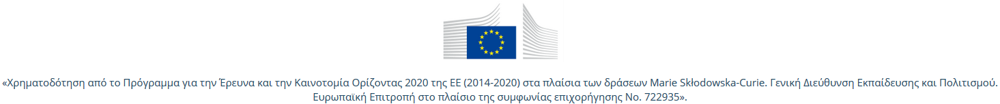 «Χρηματοδότηση από το Πρόγραμμα για την Έρευνα και την Καινοτομία Ορίζοντας 2020 της ΕΕ (2014-2020) στα πλαίσια των δράσεων Marie Skłodowska-Curie. Γενική Διεύθυνση Εκπαίδευσης και Πολιτισμού.
Ευρωπαϊκή Επιτροπή στο πλαίσιο της συμφωνίας επιχορήγησης No. 722935».